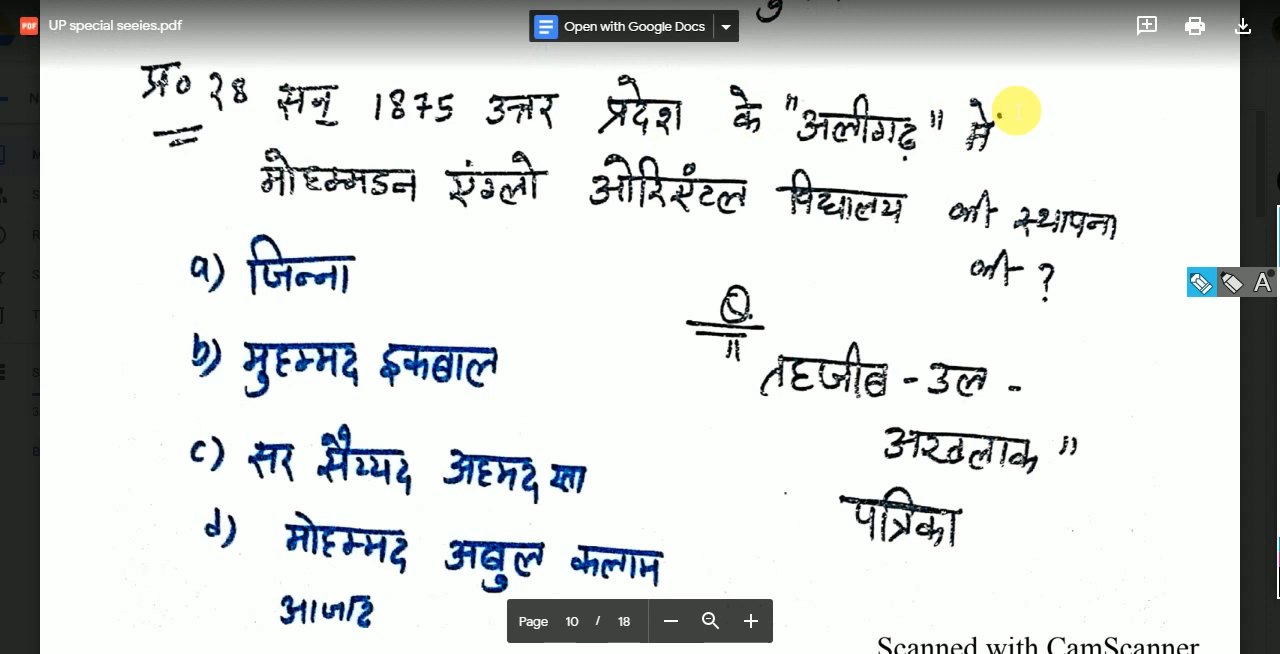 UP special seeies.pdf
Open with Google Docs
प्र० २8 सन् 1875 उत्तर प्रदेश के "अलीगढ़" में
मोहम्मडन एंग्लो ओरिएंटल विद्यालय की स्थापना
की ?
a) जिन्ना
b) मुहम्मद इकबाल
c) सर सैय्यद अहमद खा
d) मोहम्मद अबुल कलाम
आजाद
"तहजीब - उल -
अखलाक"
पत्रिका
A
Page 10 / 18
Scanned with CamScanner